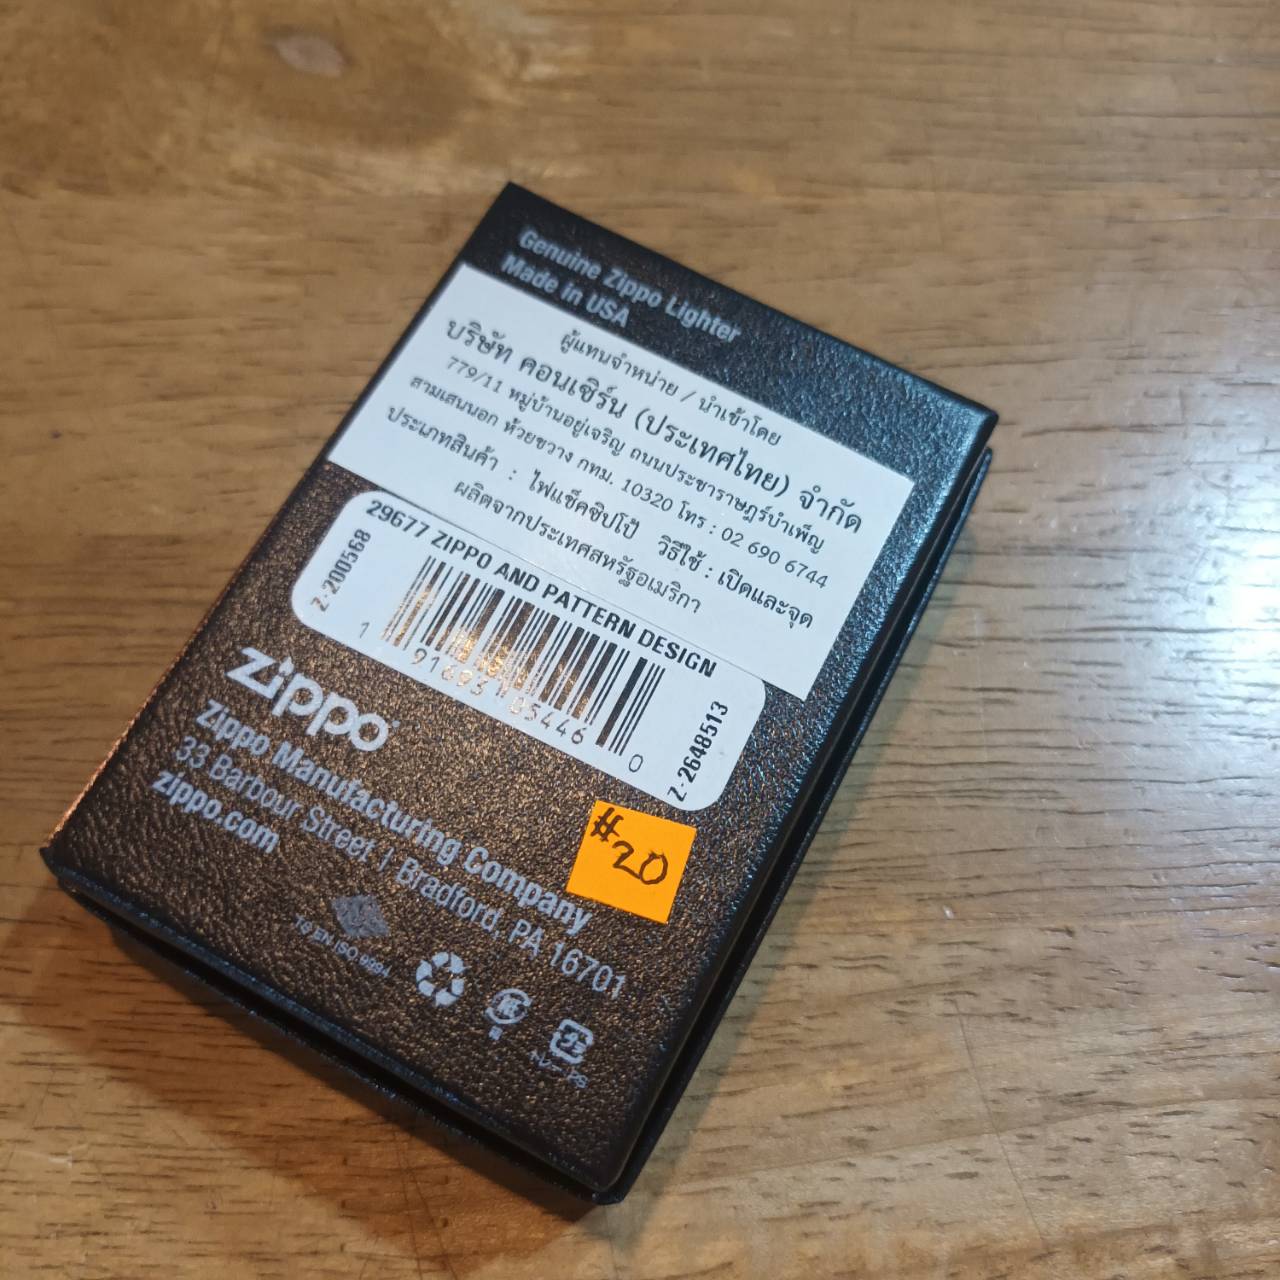 Genuine Zippo Lighter
Made in USA
ผู้แทนจำหน่าย / นำเข้าโดย
บริษัท คอนเซิร์น (ประเทศไทย) จำกัด
779/11 หมู่บ้านอยู่เจริญ ถนนประชาราษฎร์บำเพ็ญ
สามเสนนอก ห้วยขวาง กทม. 10320 โทร : 02 690 6744
ประเภทสินค้า : ไฟแช็คซิปโป้ วิธีใช้ : เปิดและจุด
ผลิตจากประเทศสหรัฐอเมริกา
29677 ZIPPO AND PATTERN DESIGN
Z-200568
1 91693 05446 0
Z-2648513
zippo
Zippo Manufacturing Company
33 Barbour Street | Bradford, PA 16701
zippo.com
#20
EN ISO 9994